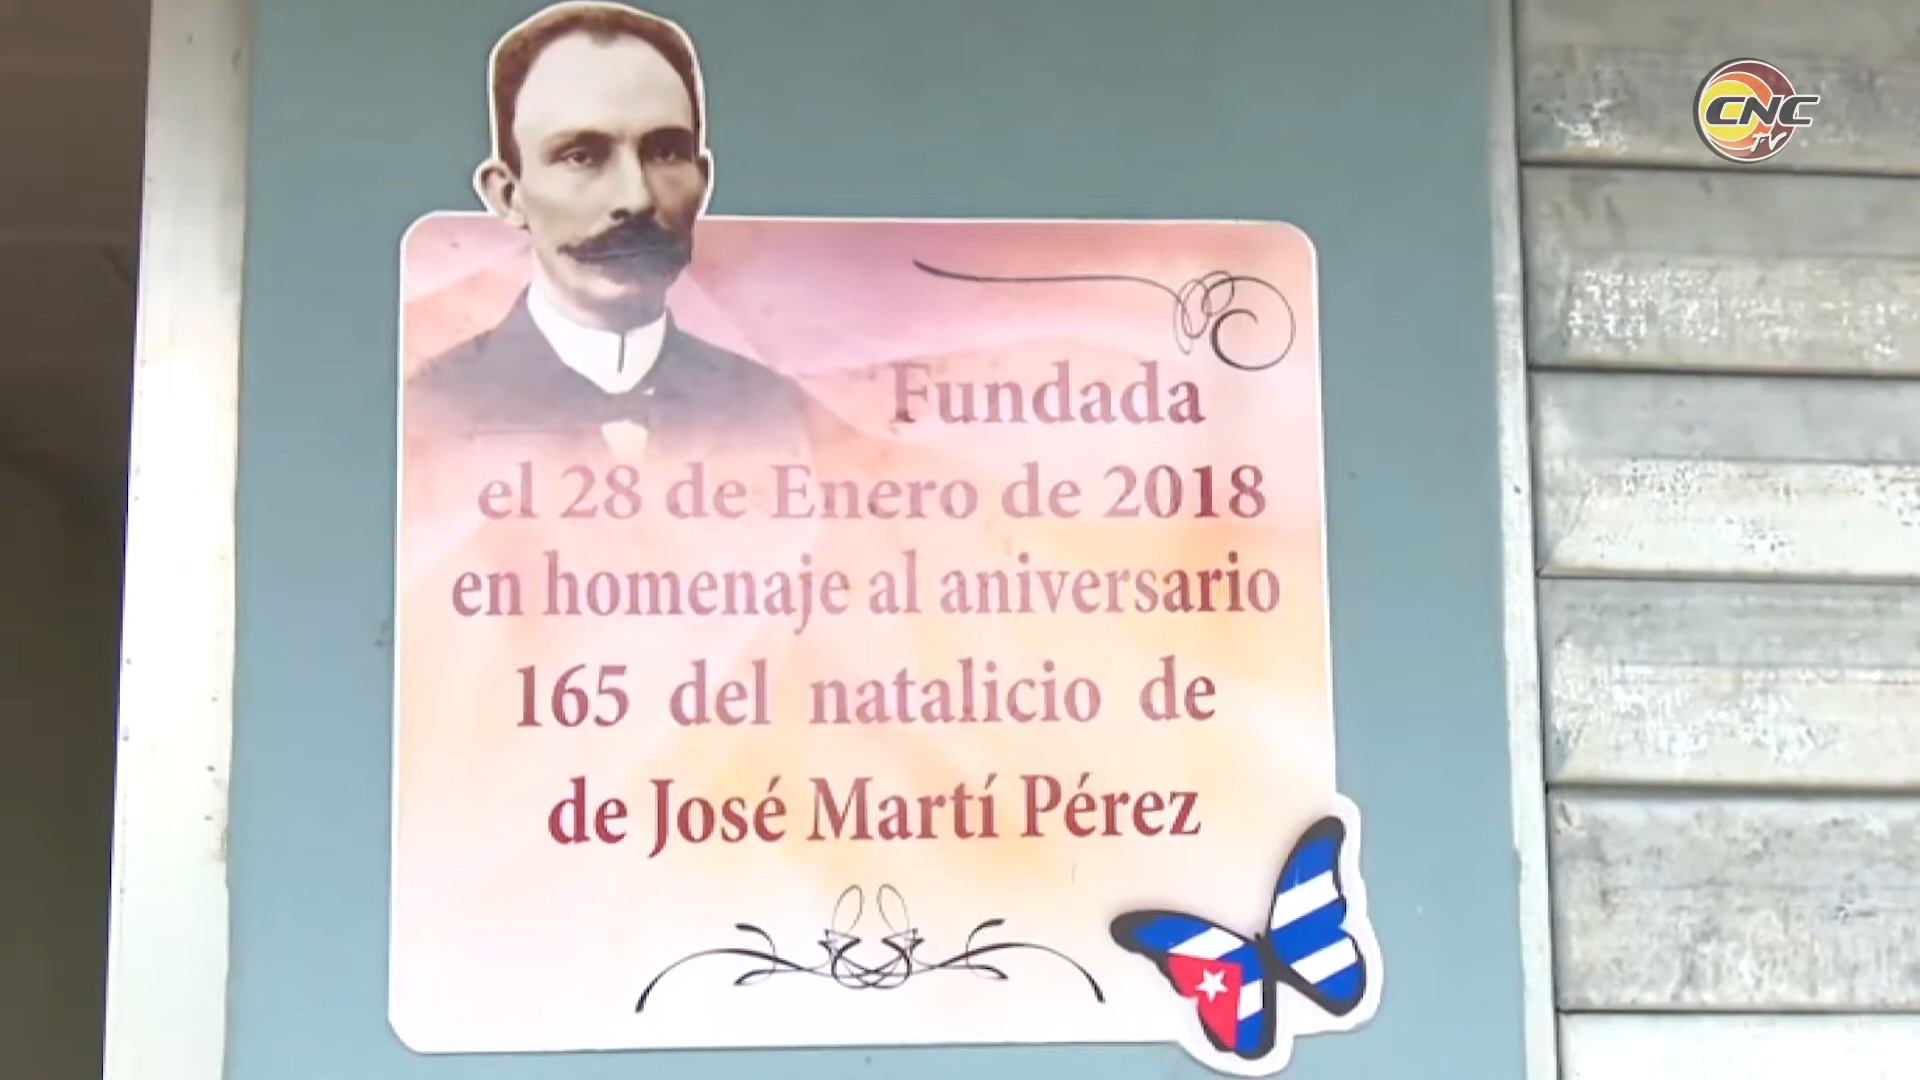 CNC
TV
Fundada
el 28 de Enero de 2018
en homenaje al aniversario
165 del natalicio de
de José Martí Pérez